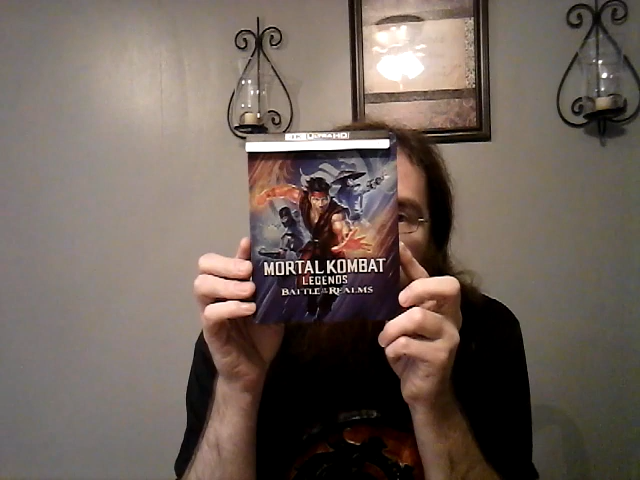 4K ULTRA HD
MORTAL KOMBAT
LEGENDS
BATTLE OF THE REALMS